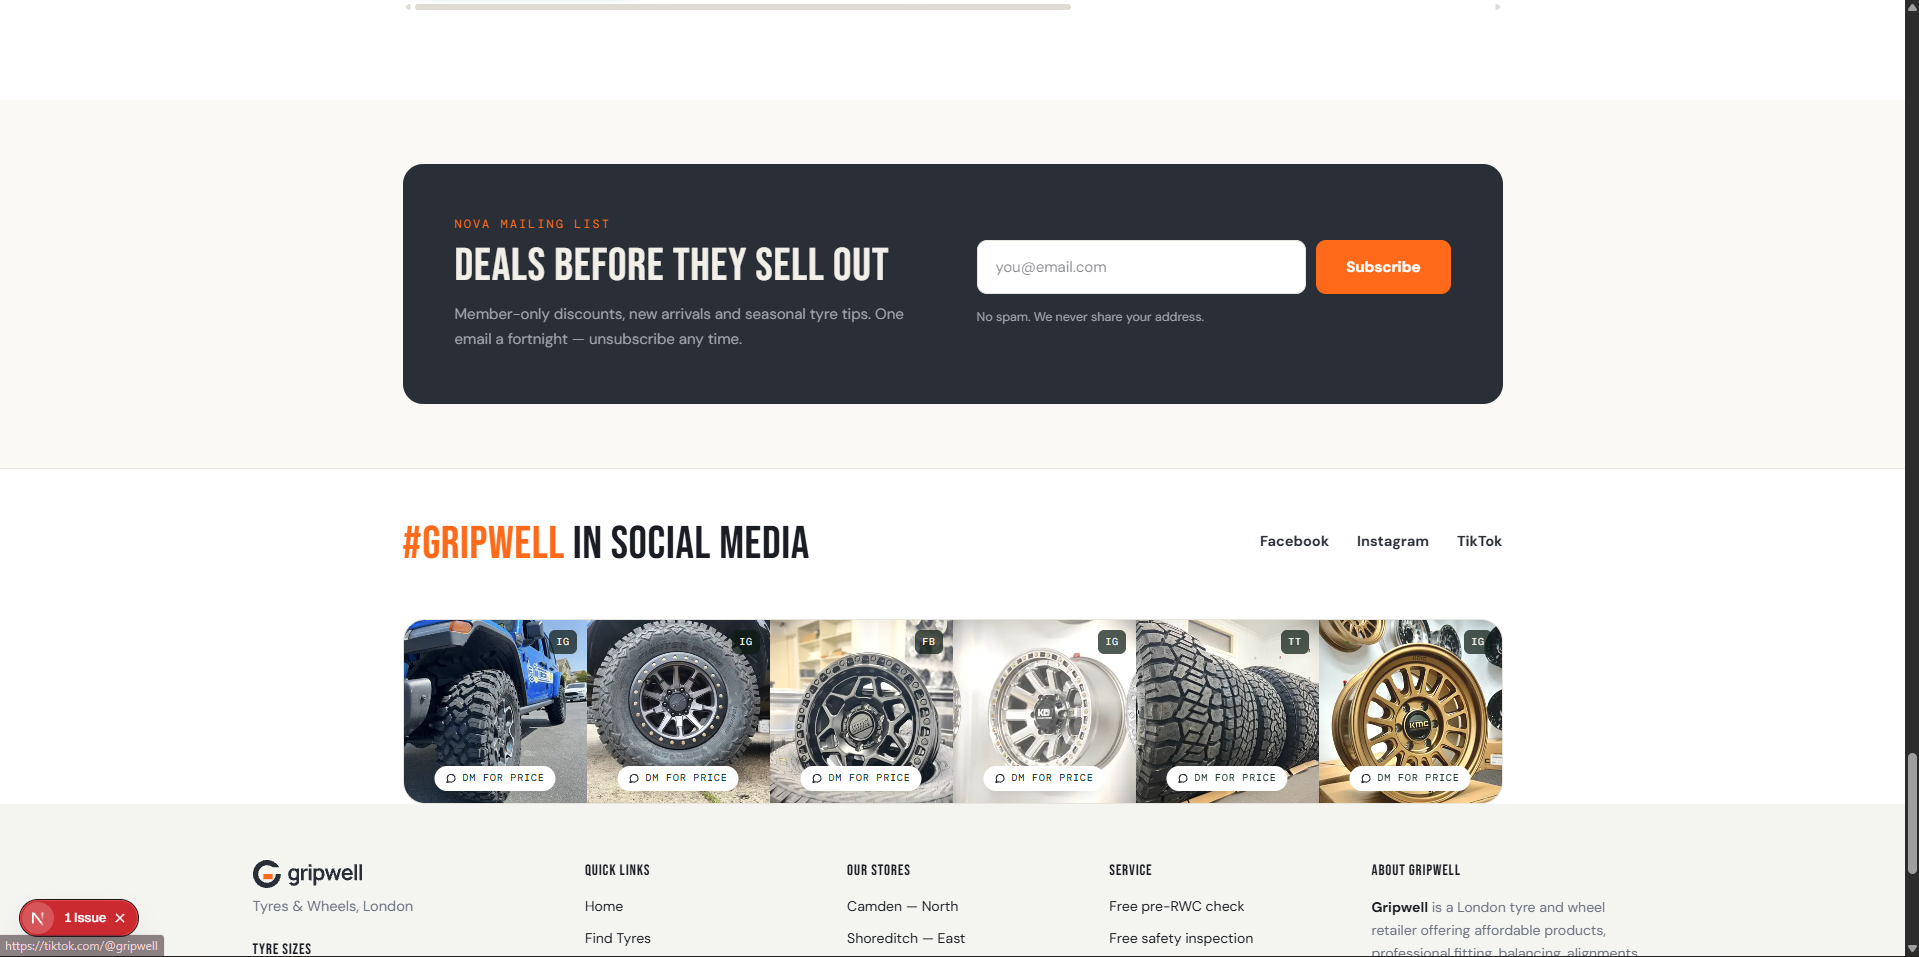 NOVA MAILING LIST
DEALS BEFORE THEY SELL OUT
Member-only discounts, new arrivals and seasonal tyre tips. One
email a fortnight — unsubscribe any time.
you@email.com
Subscribe
No spam. We never share your address.
#GRIPWELL IN SOCIAL MEDIA
Facebook
Instagram
TikTok
IG
IG
FB
IG
TT
IG
KMC
DM FOR PRICE
DM FOR PRICE
DM FOR PRICE
DM FOR PRICE
DM FOR PRICE
DM FOR PRICE
gripwell
Tyres & Wheels, London
TYRE SIZES
QUICK LINKS
Home
Find Tyres
OUR STORES
Camden — North
Shoreditch — East
SERVICE
Free pre-RWC check
Free safety inspection
ABOUT GRIPWELL
Gripwell is a London tyre and wheel
retailer offering affordable products,
professional fitting, balancing, alignments
N
1 Issue
https://tiktok.com/@gripwell